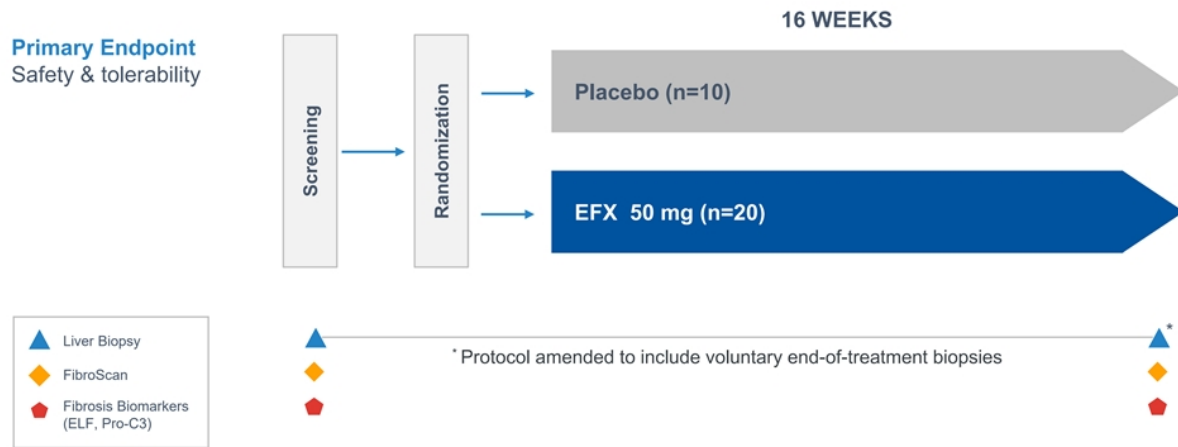 16 WEEKS
Primary Endpoint
Safety & tolerability
Screening
Randomization
Placebo (n=10)
EFX 50 mg (n=20)
Liver Biopsy
FibroScan
Fibrosis Biomarkers
(ELF, Pro-C3)
*
* Protocol amended to include voluntary end-of-treatment biopsies